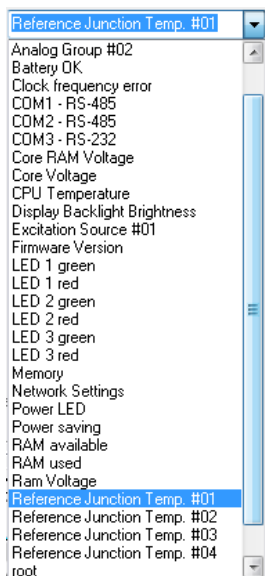 Reference Junction Temp. #01
Analog Group #02
Battery OK
Clock frequency error
COM1 - RS-485
COM2 - RS-485
COM3 - RS-232
Core RAM Voltage
Core Voltage
CPU Temperature
Display Backlight Brightness
Excitation Source #01
Firmware Version
LED 1 green
LED 1 red
LED 2 green
LED 2 red
LED 3 green
LED 3 red
Memory
Network Settings
Power LED
Power saving
RAM available
RAM used
Ram Voltage
Reference Junction Temp. #01
Reference Junction Temp. #02
Reference Junction Temp. #03
Reference Junction Temp. #04
root